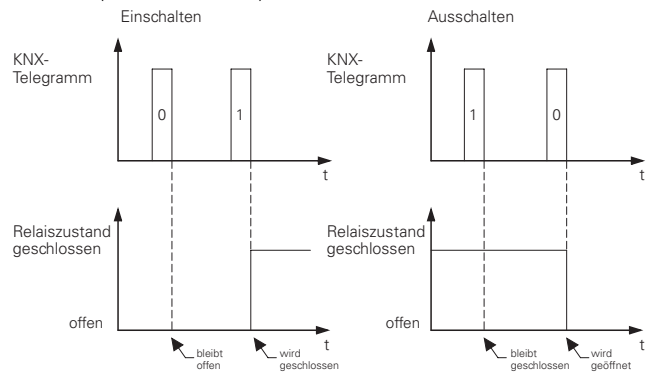 Einschalten
KNX-
Telegramm
0
1
t
Relaiszustand
geschlossen
offen
t
bleibt
offen
wird
geschlossen
Ausschalten
KNX-
Telegramm
1
0
t
Relaiszustand
geschlossen
offen
t
bleibt
geschlossen
wird
geöffnet